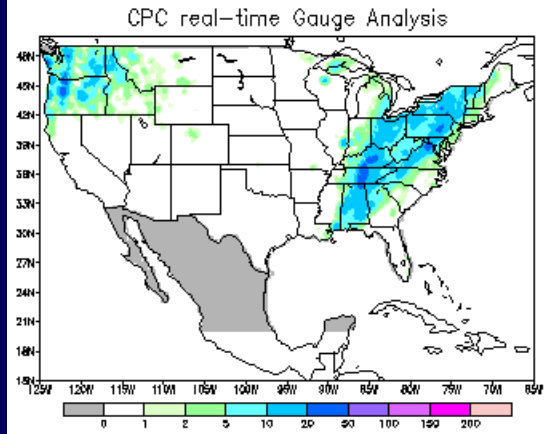 CPC real-time Gauge Analysis
48N
45N
42N
39N
36N
33N
30N
27N
24N
21N
18N
15N
125W 120W 115W 110W 105W 100W 95W 90W 85W 80W 75W 70W 65W
0 1 2 5 10 20 50 100 150 200